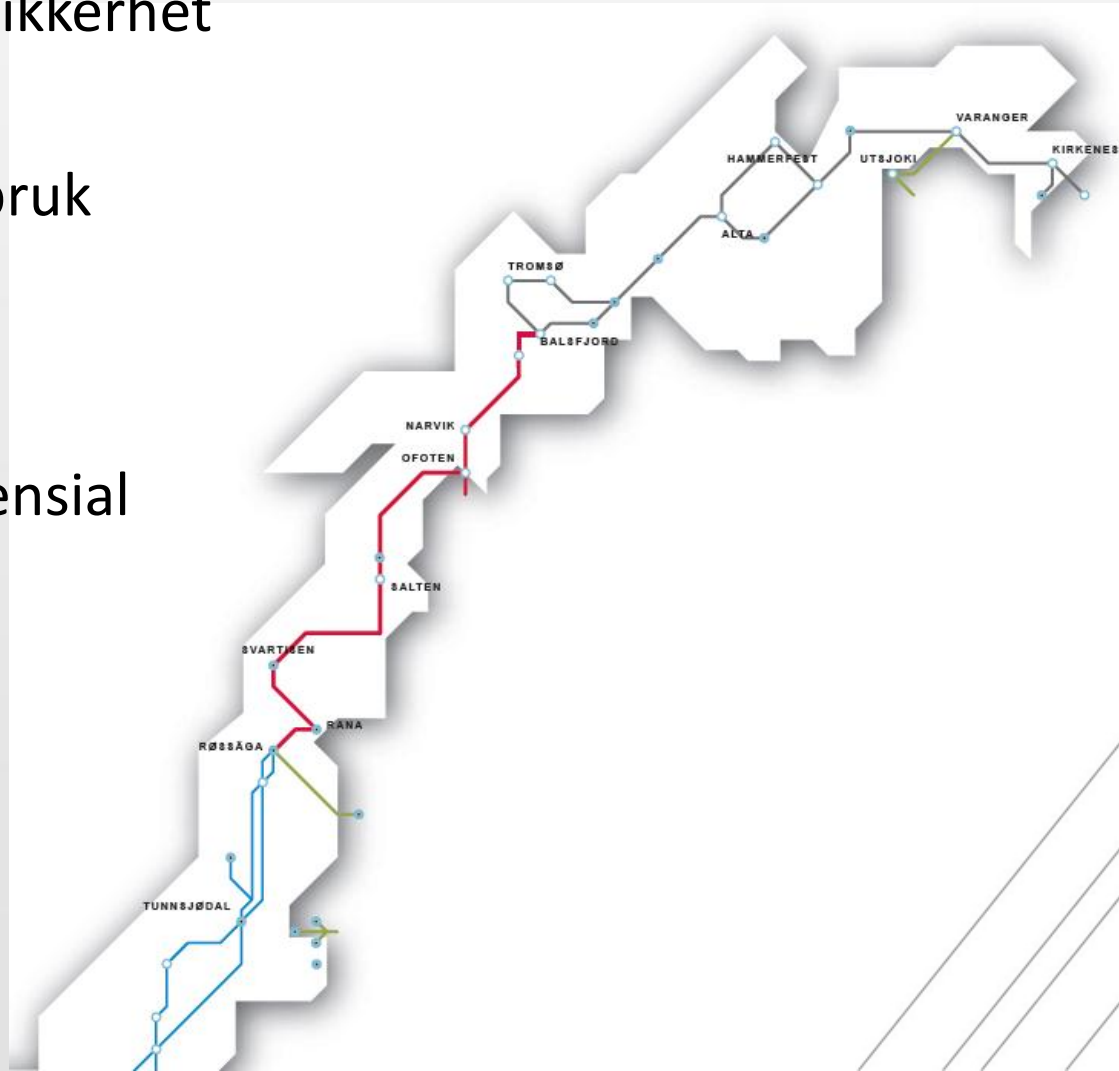 ikkerhet
bruk
ensial
VARANGER
KIRKENES
HAMMERFEST
UTSJOKI
ALTA
TROMSØ
BALSFJORD
NARVIK
OFOTEN
SALTEN
SVARTISEN
RANA
RØSSÅGA
TUNNSJØDAL